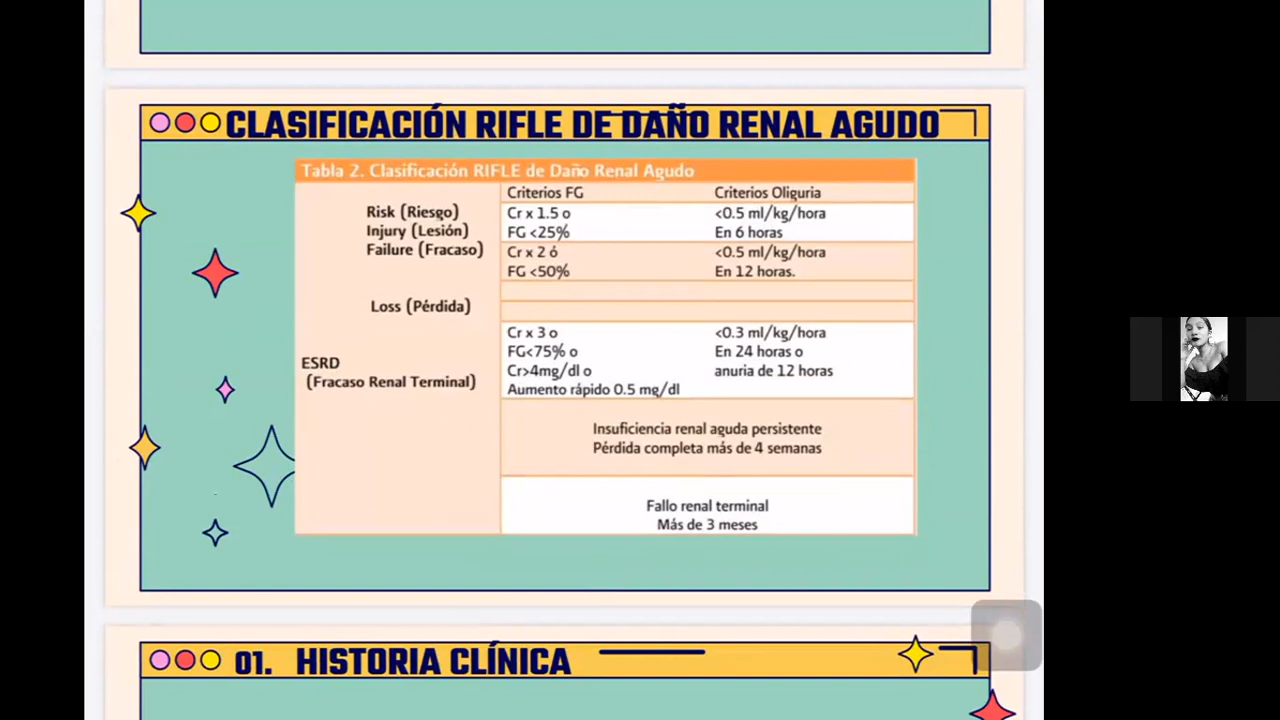 CLASIFICACIÓN RIFLE DE DAÑO RENAL AGUDO
Tabla 2. Clasificación RIFLE de Daño Renal Agudo
Criterios FG Criterios Oliguria
Risk (Riesgo) Cr x 1.5 o <0.5 ml/kg/hora
Injury (Lesión) FG <25% En 6 horas
Failure (Fracaso) Cr x 2 ó <0.5 ml/kg/hora
FG <50% En 12 horas.
Loss (Pérdida)
Cr x 3 o <0.3 ml/kg/hora
FG<75% o En 24 horas o
ESRD Cr>4mg/dl o anuria de 12 horas
(Fracaso Renal Terminal) Aumento rápido 0.5 mg/dl
Insuficiencia renal aguda persistente
Pérdida completa más de 4 semanas
Fallo renal terminal
Más de 3 meses
01. HISTORIA CLÍNICA